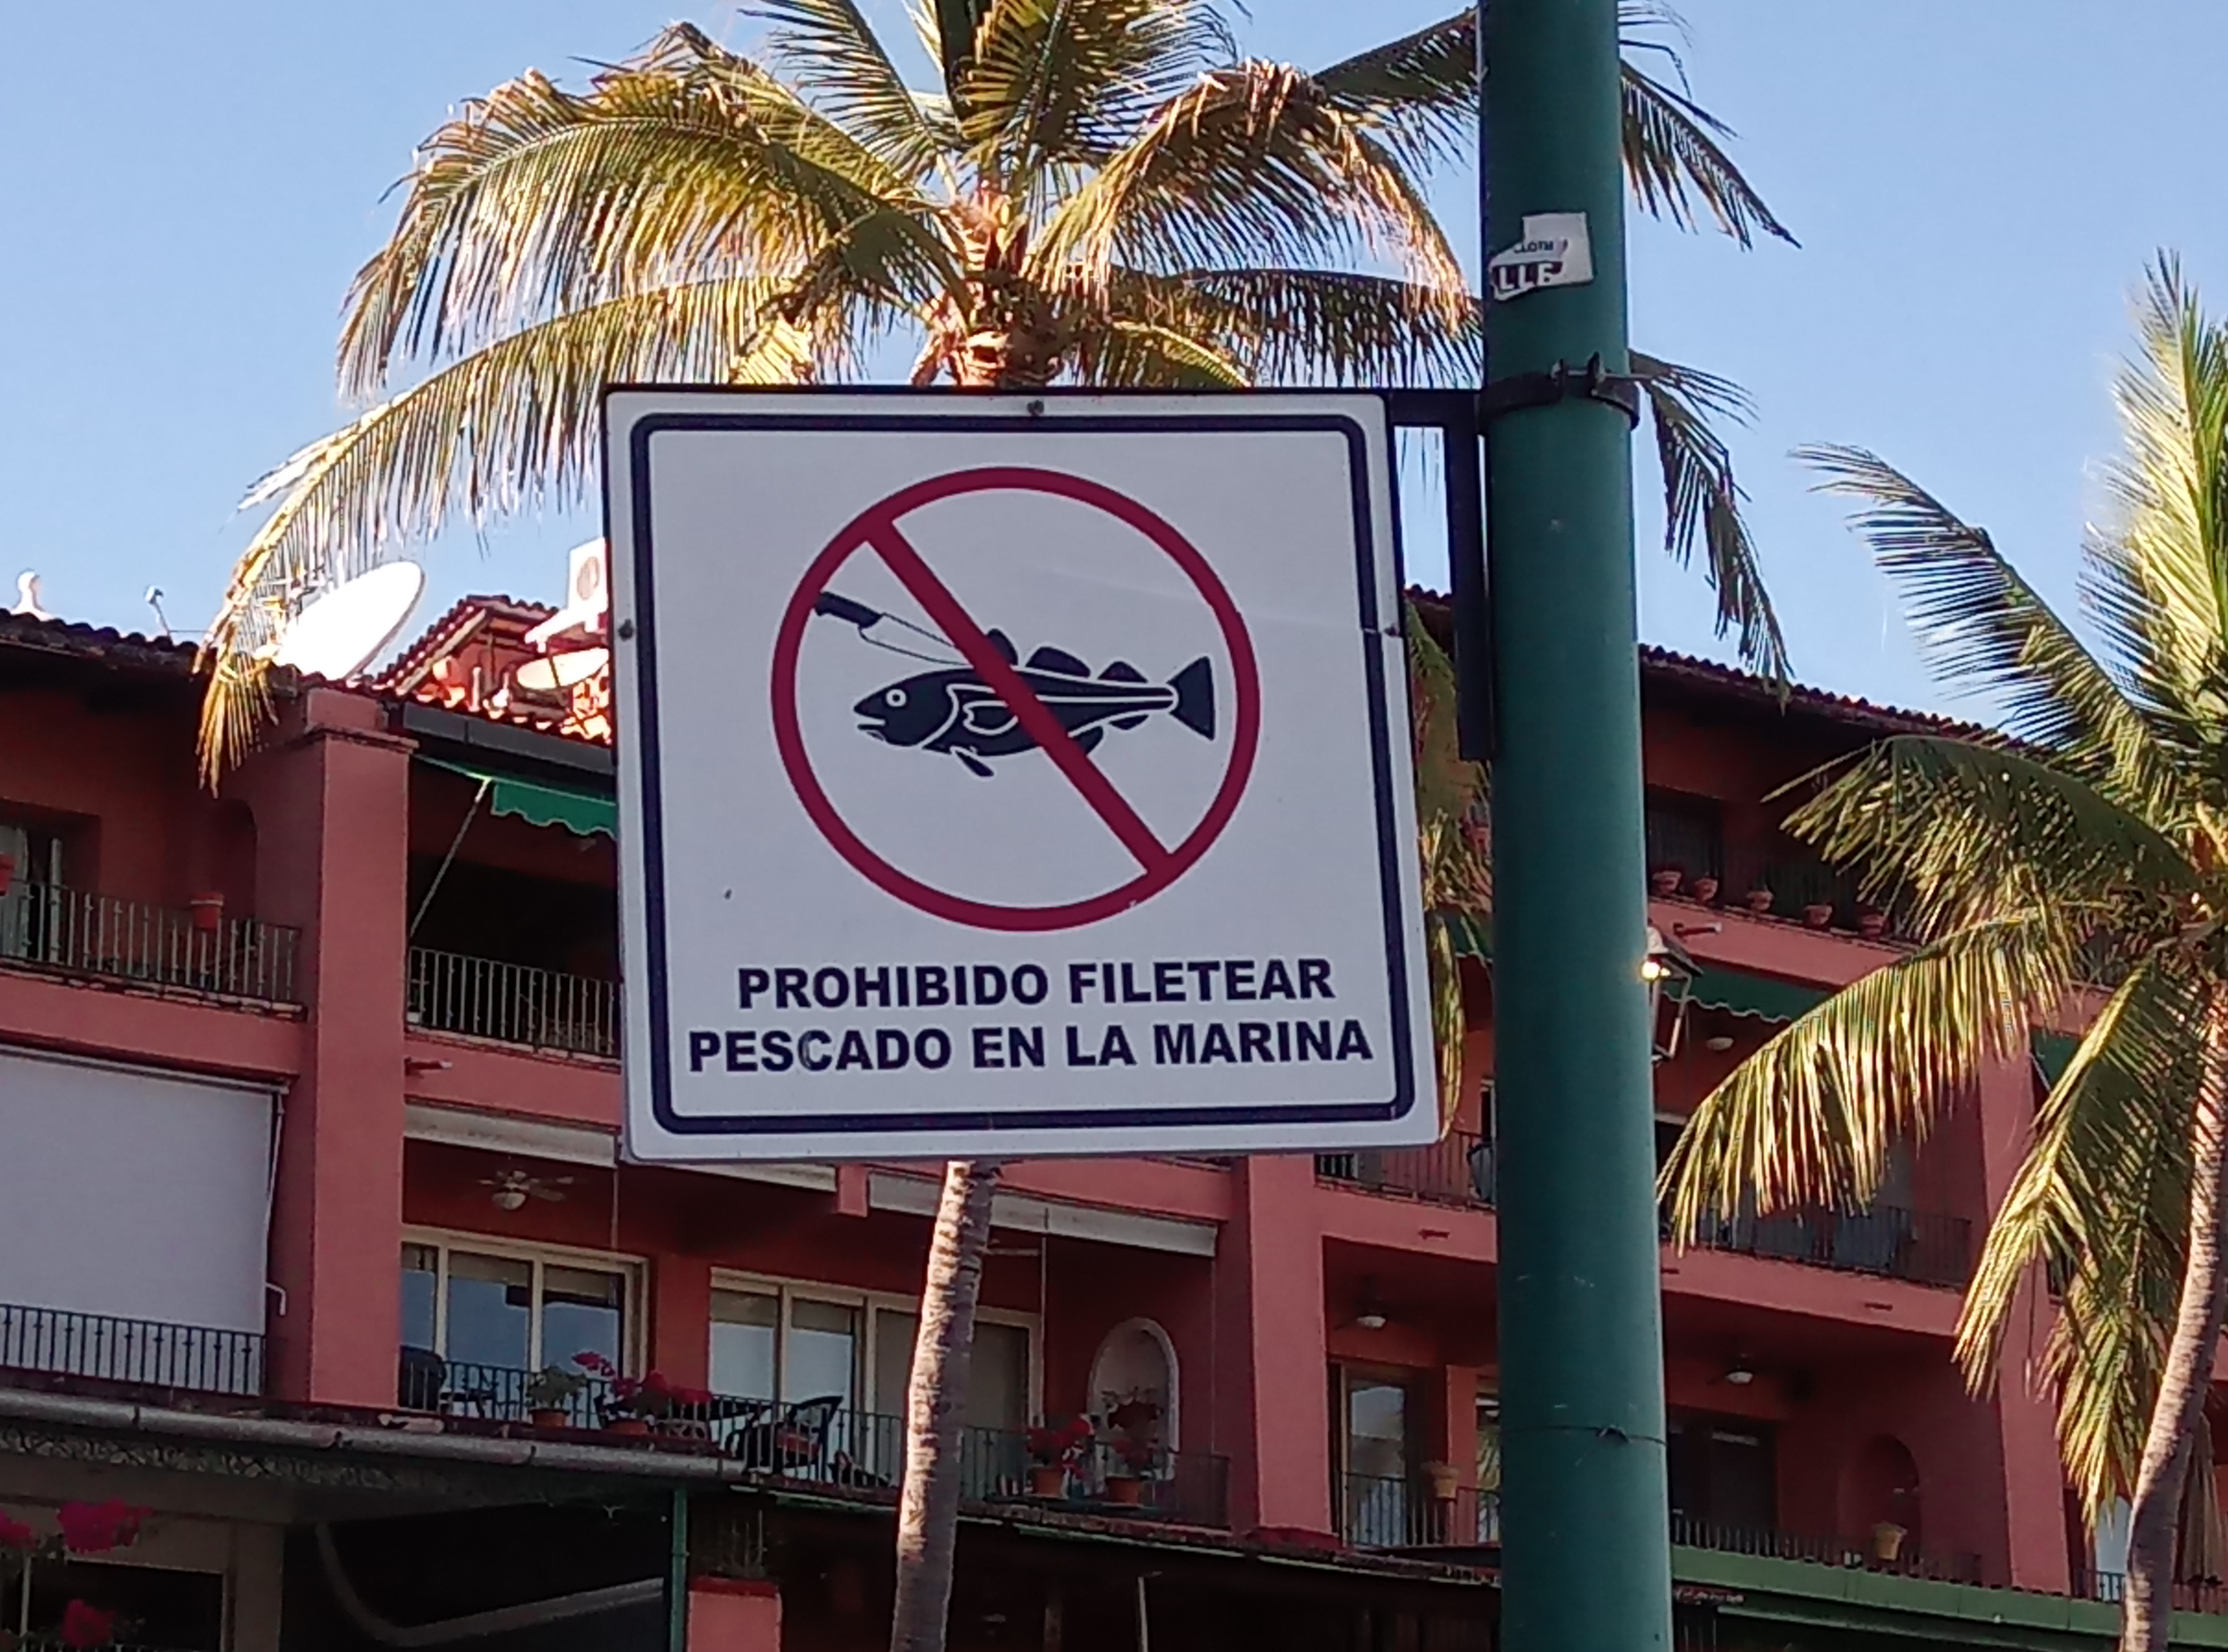 PROHIBIDO FILETEAR
PESCADO EN LA MARINA